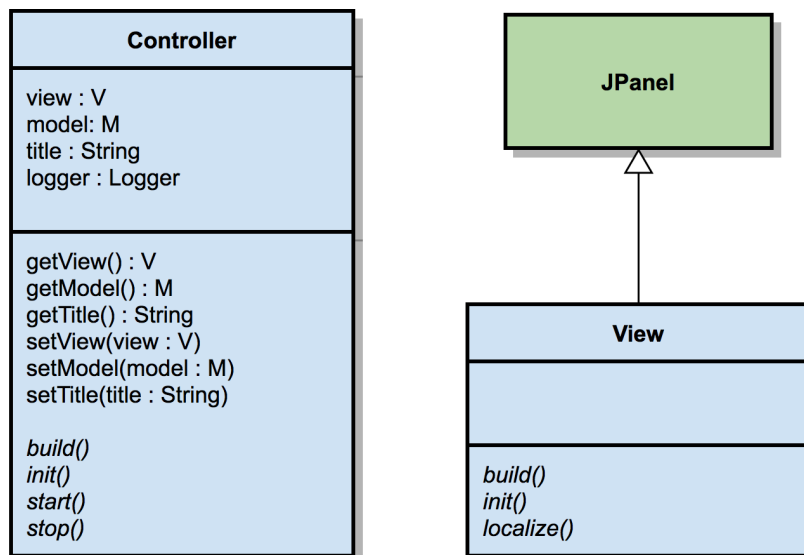 Controller
view : V
model: M
title : String
logger : Logger
getView() : V
getModel() : M
getTitle() : String
setView(view : V)
setModel(model : M)
setTitle(title : String)
build()
init()
start()
stop()
JPanel
View
build()
init()
localize()